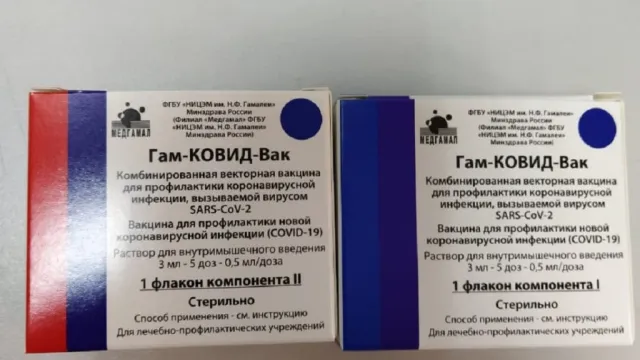 МЕДГАМАЛ
ФГБУ «НИЦЭМ им. Н.Ф. Гамалеи»
Минздрава России
(Филиал «Медгамал» ФГБУ
«НИЦЭМ им. Н.Ф. Гамалеи»
Минздрава России)
Гам-КОВИД-Вак
Комбинированная векторная вакцина
для профилактики коронавирусной
инфекции, вызываемой вирусом
SARS-CoV-2
Вакцина для профилактики новой
коронавирусной инфекции (COVID-19)
Раствор для внутримышечного введения
3 мл - 5 доз - 0,5 мл/доза
1 флакон компонента II
Стерильно
Способ применения - см. инструкцию
Для лечебно-профилактических учреждений
МЕДГАМАЛ
ФГБУ «НИЦЭМ им. Н.Ф. Гамалеи»
Минздрава России
(Филиал «Медгамал» ФГБУ
«НИЦЭМ им. Н.Ф. Гамалеи»
Минздрава России)
Гам-КОВИД-Вак
Комбинированная векторная вакцина
для профилактики коронавирусной
инфекции, вызываемой вирусом
SARS-CoV-2
Вакцина для профилактики новой
коронавирусной инфекции (COVID-19)
Раствор для внутримышечного введения
3 мл - 5 доз - 0,5 мл/доза
1 флакон компонента I
Стерильно
Способ применения - см. инструкцию
Для лечебно-профилактических учреждений